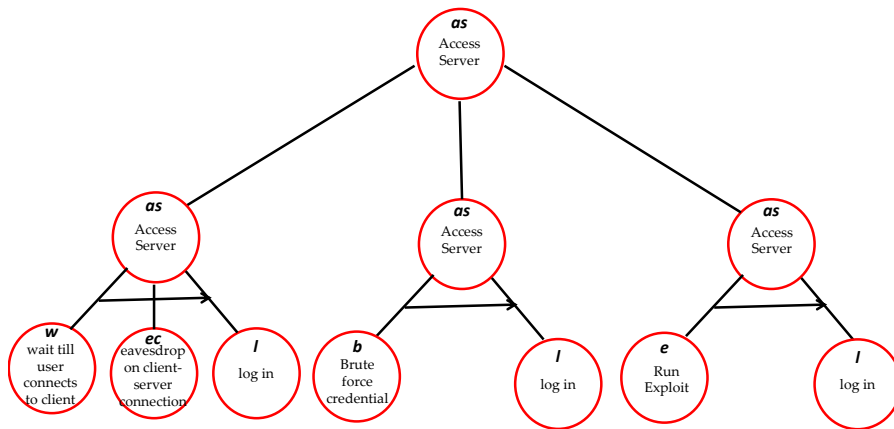 as
Access
Server
as
Access
Server
as
Access
Server
as
Access
Server
w
wait till
user
connects
to client
ec
eavesdrop
on client-
server
connection
l
log in
b
Brute
force
credential
l
log in
e
Run
Exploit
l
log in